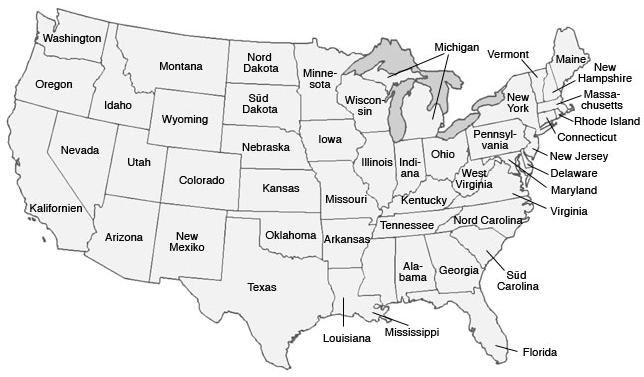 Washington
Oregon
Idaho
Montana
Wyoming
Nevada
Utah
Colorado
Kalifornien
Arizona
New
Mexiko
Nord
Dakota
Süd
Dakota
Nebraska
Kansas
Oklahoma
Texas
Minne-
sota
Iowa
Missouri
Arkansas
Louisiana
Wiscon-
sin
Illinois
Michigan
Indi-
ana
Ohio
Kentucky
Tennessee
Mississippi
Ala-
bama
Georgia
Florida
Süd
Carolina
Nord Carolina
Virginia
West
Virginia
Maryland
Delaware
New Jersey
Pennsyl-
vania
New
York
Connecticut
Rhode Island
Massa-
chusetts
New
Hampshire
Vermont
Maine